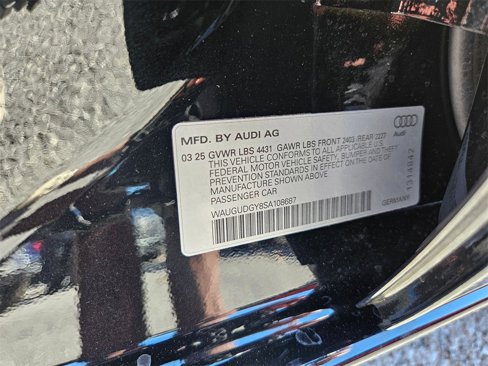 MFD. BY AUDI AG
Audi
03 25 GVWR LBS 4431 GAWR LBS FRONT 2403 /REAR 2227
THIS VEHICLE CONFORMS TO ALL APPLICABLE U.S.
FEDERAL MOTOR VEHICLE SAFETY, BUMPER, AND THEFT
PREVENTION STANDARDS IN EFFECT ON THE DATE OF
MANUFACTURE SHOWN ABOVE
PASSENGER CAR
WAUGUDGY8SA108687
GERMANY
1314842